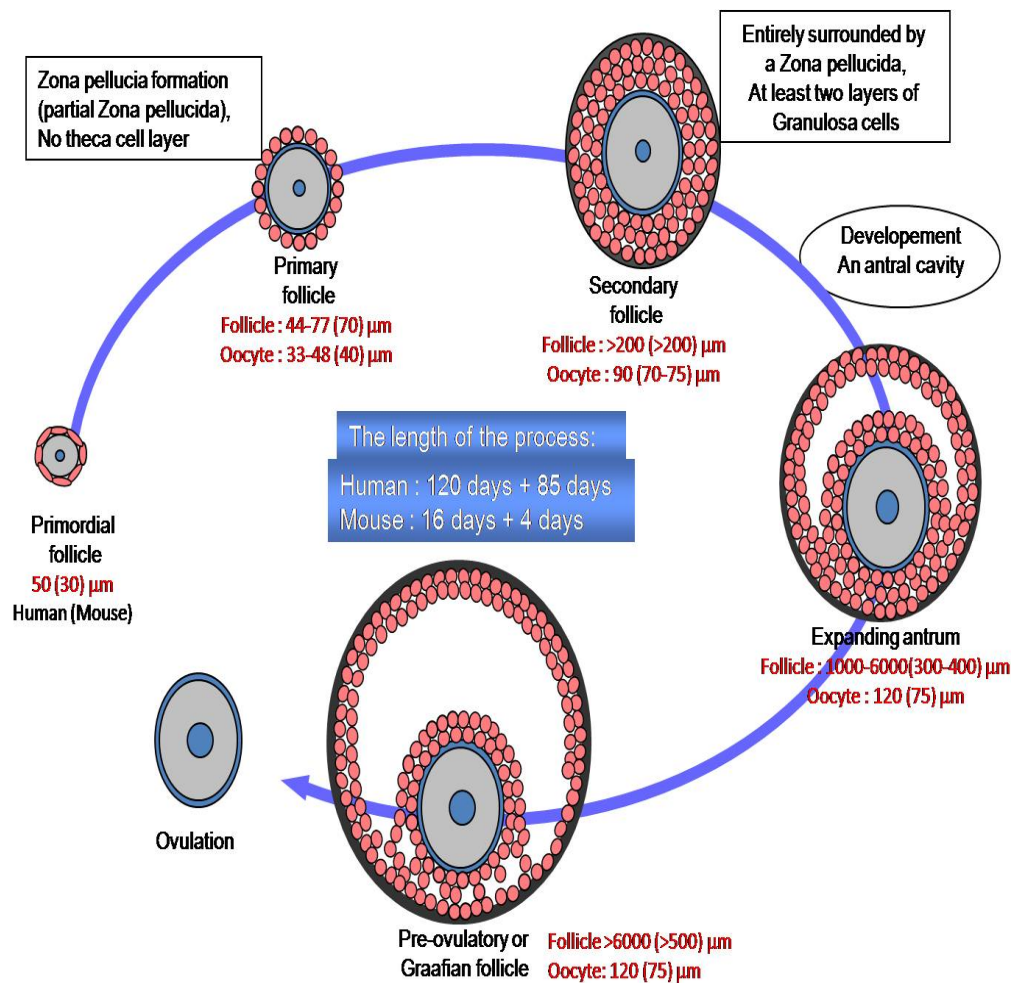 Zona pellucia formation
(partial Zona pellucida),
No theca cell layer
Entirely surrounded by
a Zona pellucida,
At least two layers of
Granulosa cells
Developement
An antral cavity
Primary
follicle
Follicle : 44-77 (70) µm
Oocyte : 33-48 (40) µm
Secondary
follicle
Follicle : >200 (>200) µm
Oocyte : 90 (70-75) µm
The length of the process:
Human : 120 days + 85 days
Mouse : 16 days + 4 days
Primordial
follicle
50 (30) µm
Human (Mouse)
Expanding antrum
Follicle : 1000-6000(300-400) µm
Oocyte : 120 (75) µm
Ovulation
Pre-ovulatory or
Graafian follicle
Follicle >6000 (>500) µm
Oocyte: 120 (75) µm